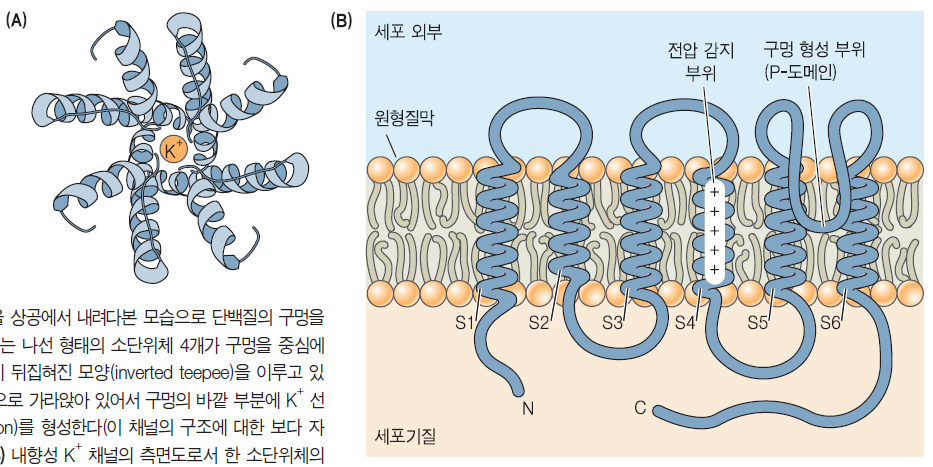 (A)
K+
을 상공에서 내려다본 모습으로 단백질의 구멍을
는 나선 형태의 소단위체 4개가 구멍을 중심에
| 뒤집혀진 모양(inverted teepee)을 이루고 있
으로 가라앉아 있어서 구멍의 바깥 부분에 K+ 선
on)를 형성한다(이 채널의 구조에 대한 보다 자
) 내향성 K+ 채널의 측면도로서 한 소단위체의
(B)
세포 외부
전압 감지
부위
구멍 형성 부위
(P-도메인)
원형질막
+
+
+
+
+
S1
S2
S3
S4
S5
S6
N
C
세포기질